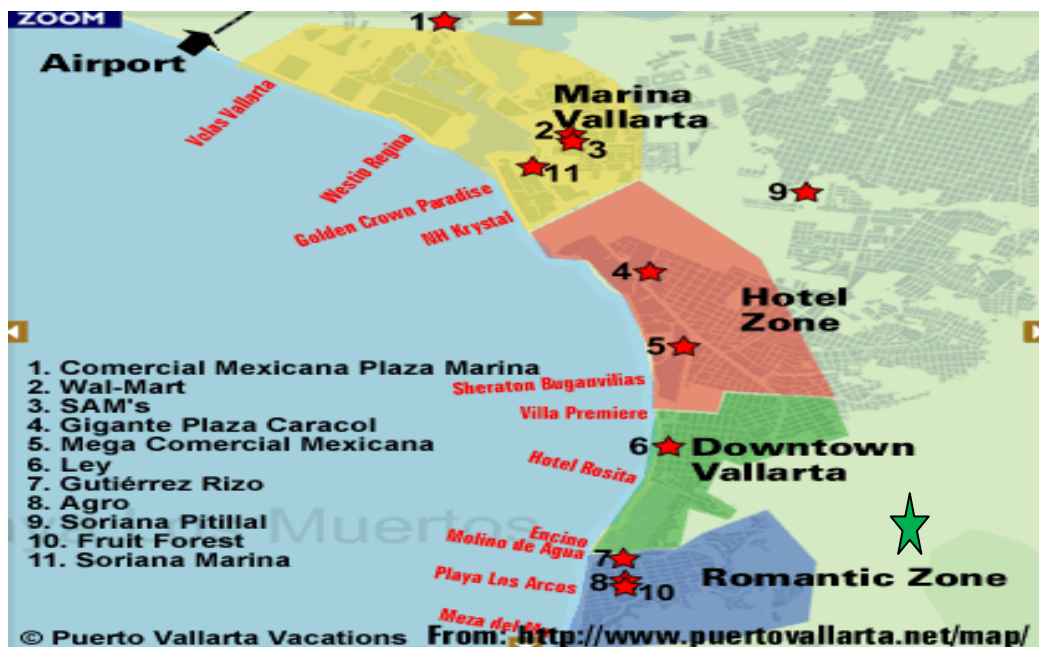 ZOOM
1
Airport
Marina
Vallarta
Volas Vallarta
2
3
Westin Regina
11
9
Golden Crown Paradise
NH Krystal
4
Hotel
Zone
5
1. Comercial Mexicana Plaza Marina
2. Wal-Mart
3. SAM's
4. Gigante Plaza Caracol
5. Mega Comercial Mexicana
6. Ley
7. Gutiérrez Rizo
8. Agro
9. Soriana Pitillal
10. Fruit Forest
11. Soriana Marina
Sheraton Buganvilias
Villa Premiere
6
Downtown
Vallarta
Hotel Rosita
Muertos
Encino
Molino de Agua
7
Playa Los Arcos
8
10
Romantic Zone
Meza del
© Puerto Vallarta Vacations
From: http://www.puertovallarta.net/map/